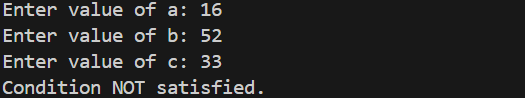 Enter value of a: 16
Enter value of b: 52
Enter value of c: 33
Condition NOT satisfied.